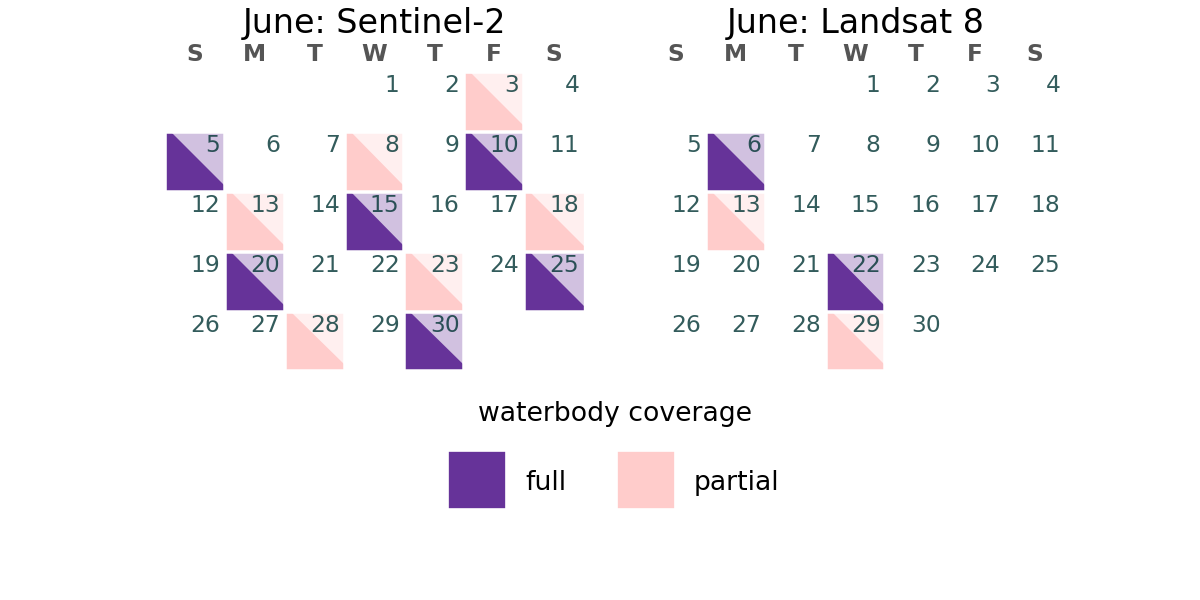 June: Sentinel-2
S M T W T F S
1 2 3 4
5 6 7 8 9 10 11
12 13 14 15 16 17 18
19 20 21 22 23 24 25
26 27 28 29 30
June: Landsat 8
S M T W T F S
1 2 3 4
5 6 7 8 9 10 11
12 13 14 15 16 17 18
19 20 21 22 23 24 25
26 27 28 29 30
waterbody coverage
full partial